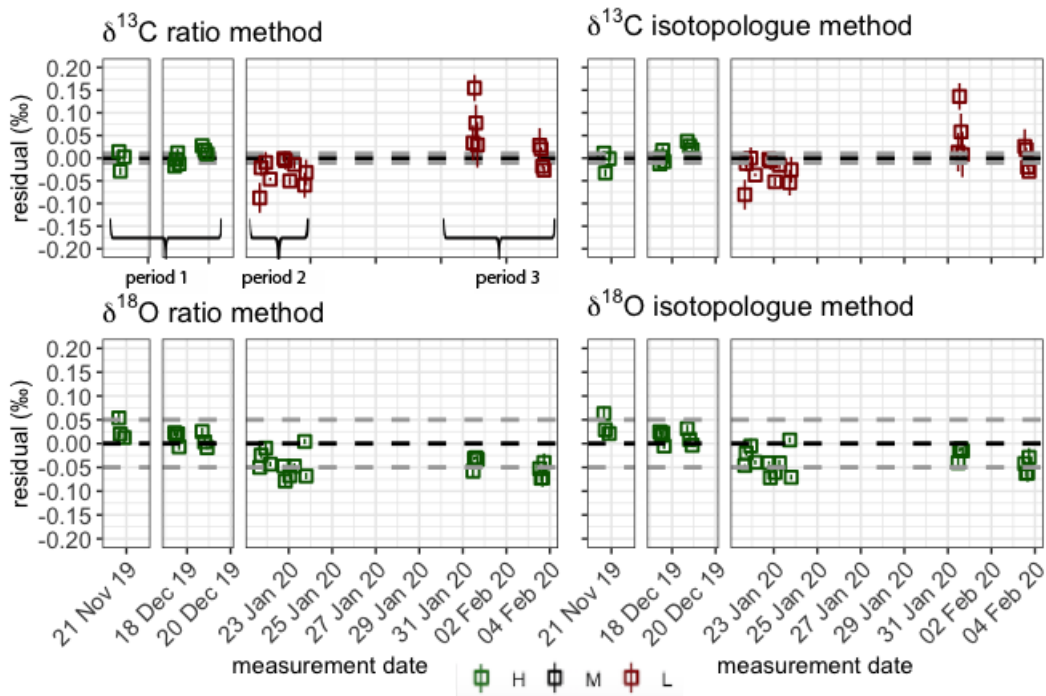 δ¹³C ratio method
δ¹³C isotopologue method
residual (‰)
0.20
0.15
0.10
0.05
0.00
-0.05
-0.10
-0.15
-0.20
period 1
period 2
period 3
δ¹⁸O ratio method
δ¹⁸O isotopologue method
residual (‰)
0.20
0.15
0.10
0.05
0.00
-0.05
-0.10
-0.15
-0.20
21 Nov 19
18 Dec 19
20 Dec 19
23 Jan 20
25 Jan 20
27 Jan 20
29 Jan 20
31 Jan 20
02 Feb 20
04 Feb 20
21 Nov 19
18 Dec 19
20 Dec 19
23 Jan 20
25 Jan 20
27 Jan 20
29 Jan 20
31 Jan 20
02 Feb 20
04 Feb 20
measurement date
measurement date
H M L